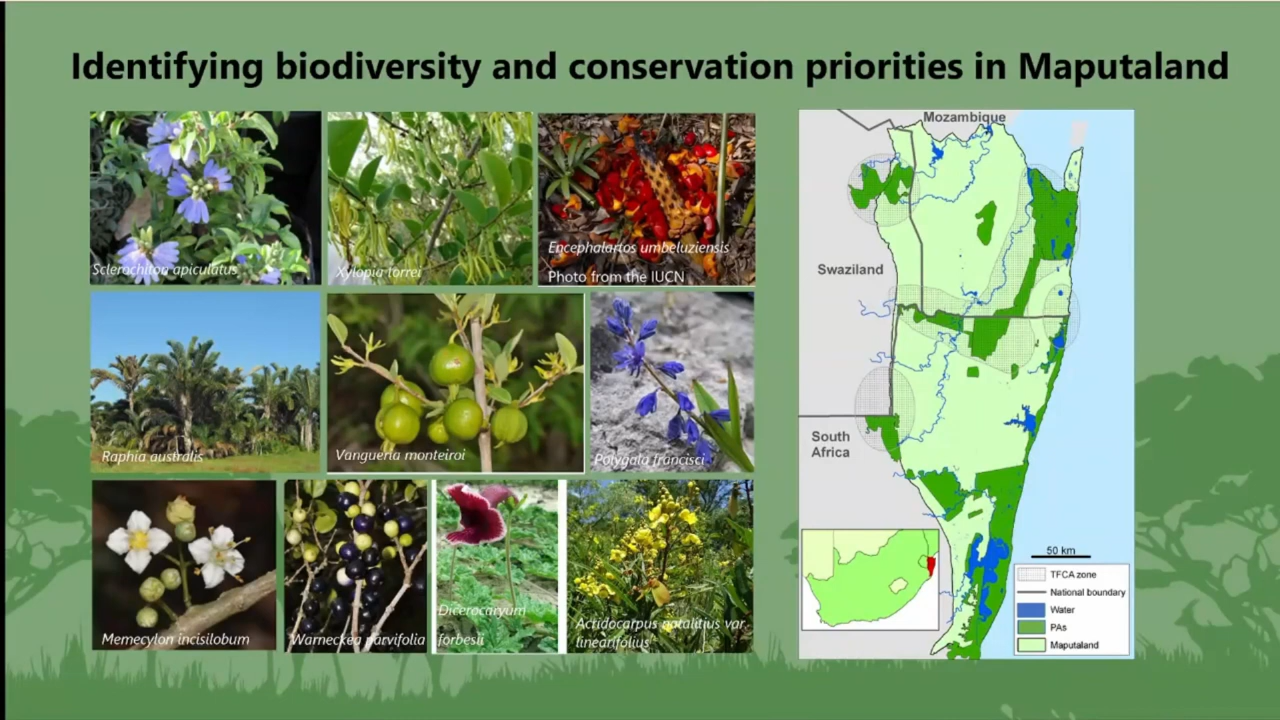 Identifying biodiversity and conservation priorities in Maputaland
Sclerochiton apiculatus
Xylopia torrei
Encephalartos umbeluziensis
Photo from the IUCN
Raphia australis
Vangueria monteiroi
Polygala francisci
Memecylon incisilobum
Warneckea parvifolia
Dicerocaryum
forbesii
Actidocarpus natalitius var.
linearifolius
Mozambique
Swaziland
South
Africa
50 km
TFCA zone
National boundary
Water
PAs
Maputaland